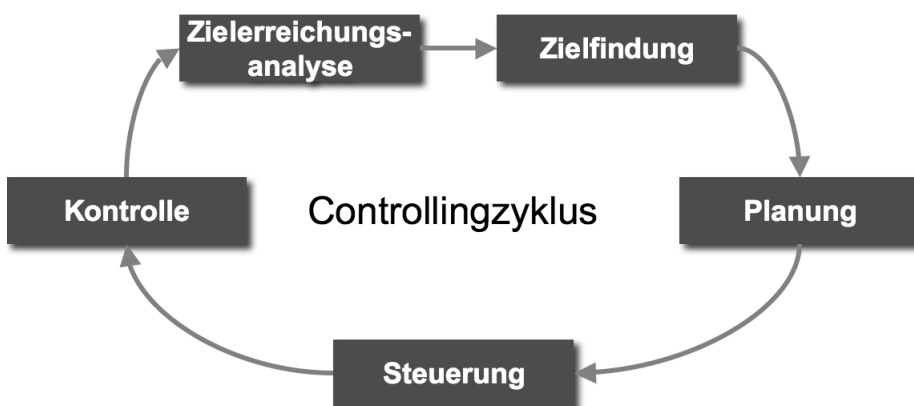 Zielerreichungs-
analyse
Zielfindung
Kontrolle
Controllingzyklus
Planung
Steuerung